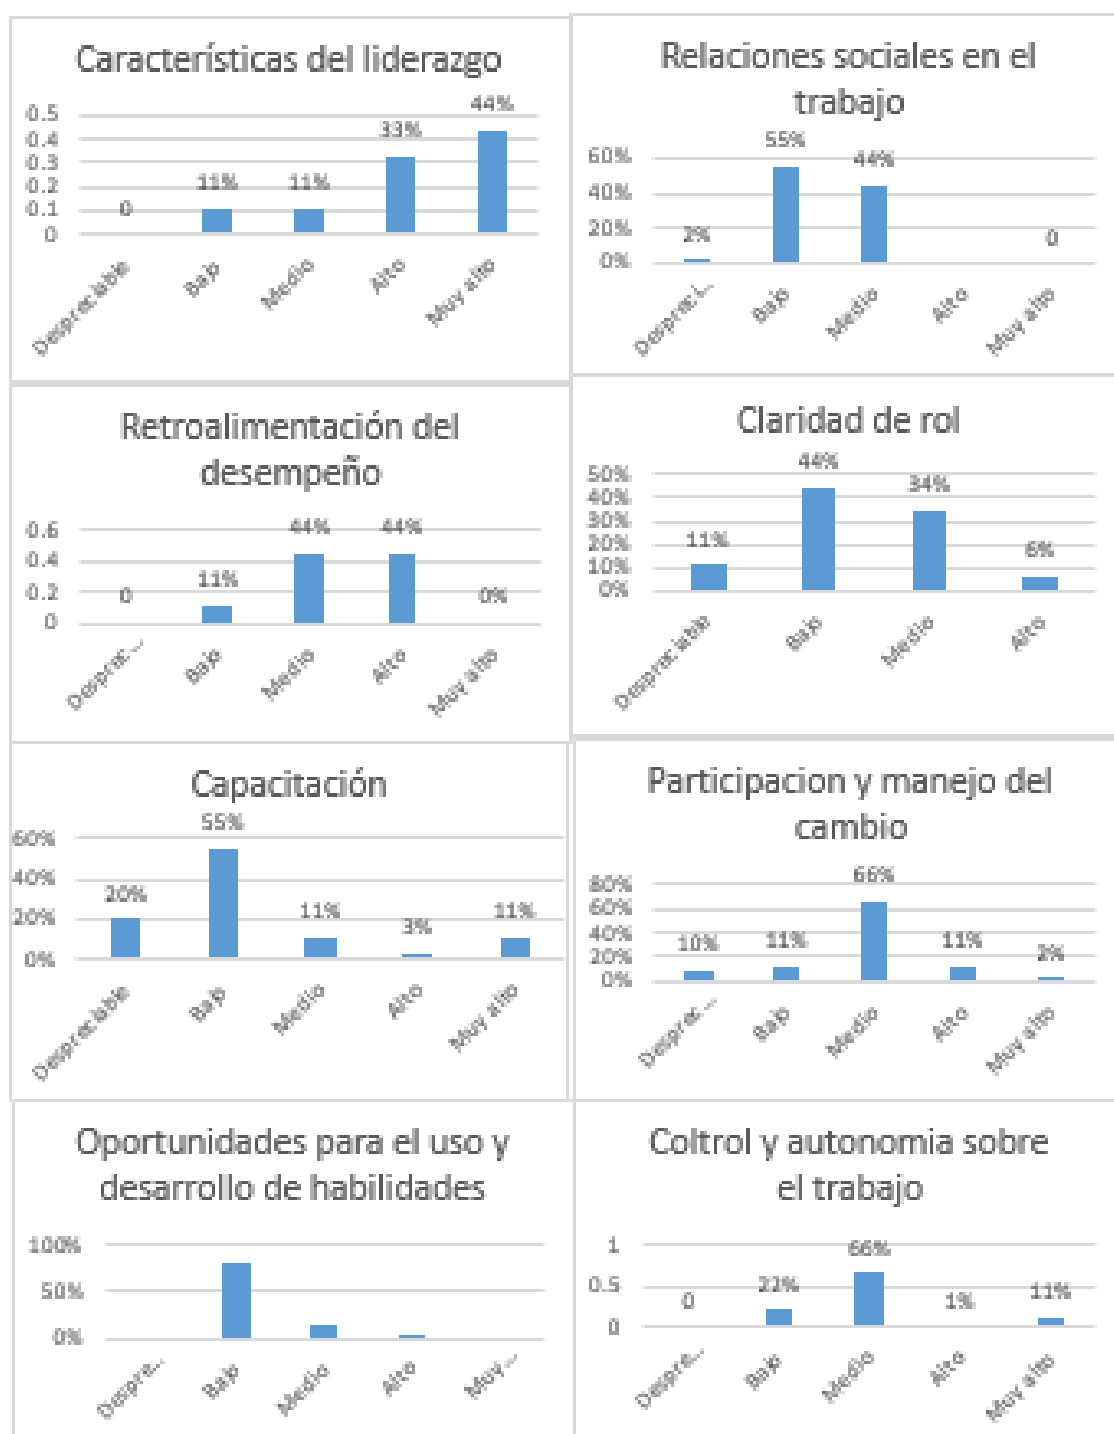 Características del liderazgo
0.5
0.4
0.3
0.2
0.1
0
0
11%
11%
33%
44%
Despreciable
Bajo
Medio
Alto
Muy alto
Relaciones sociales en el
trabajo
60%
40%
20%
0%
2%
55%
44%
0
Despreci...
Bajo
Medio
Alto
Muy alto
Retroalimentación del
desempeño
0.6
0.4
0.2
0
0
11%
44%
44%
0%
Desprec...
Bajo
Medio
Alto
Muy alto
Claridad de rol
50%
40%
30%
20%
10%
0%
11%
44%
34%
6%
Despreciable
Bajo
Medio
Alto
Capacitación
60%
40%
20%
0%
20%
55%
11%
3%
11%
Despreciable
Bajo
Medio
Alto
Muy alto
Participacion y manejo del
cambio
80%
60%
40%
20%
0%
10%
11%
66%
11%
2%
Desprec...
Bajo
Medio
Alto
Muy alto
Oportunidades para el uso y
desarrollo de habilidades
100%
50%
0%
Despre...
Bajo
Medio
Alto
Muy...
Coltrol y autonomia sobre
el trabajo
1
0.5
0
0
22%
66%
1%
11%
Despre...
Bajo
Medio
Alto
Muy alto